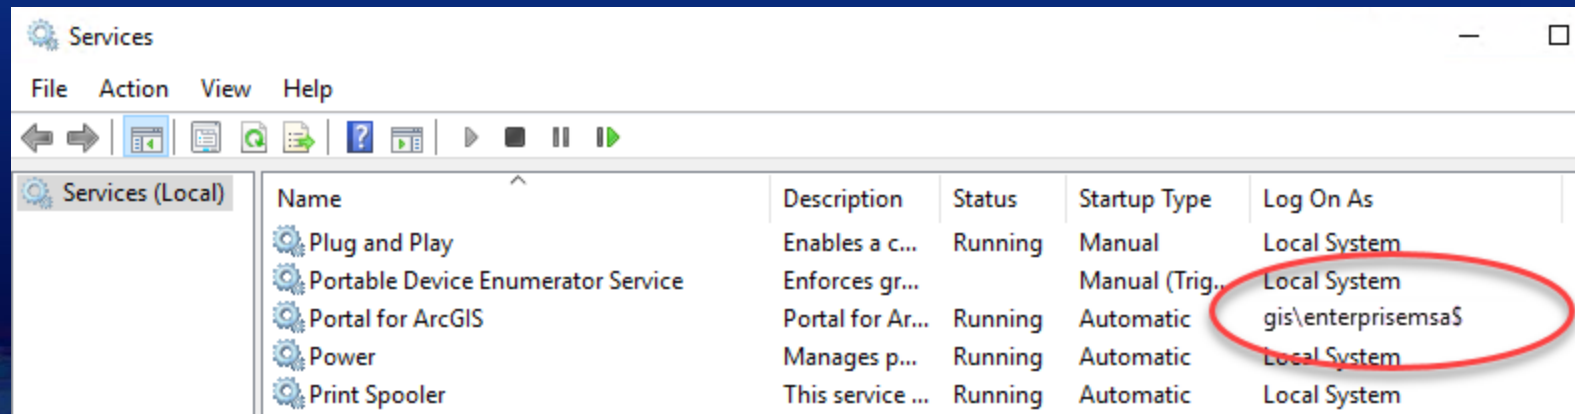 Services
File Action View Help
Services (Local)
Name Description Status Startup Type Log On As
Plug and Play Enables a c... Running Manual Local System
Portable Device Enumerator Service Enforces gr... Manual (Trig... Local System
Portal for ArcGIS Portal for Ar... Running Automatic gis\enterprisemsa$
Power Manages p... Running Automatic Local System
Print Spooler This service ... Running Automatic Local System